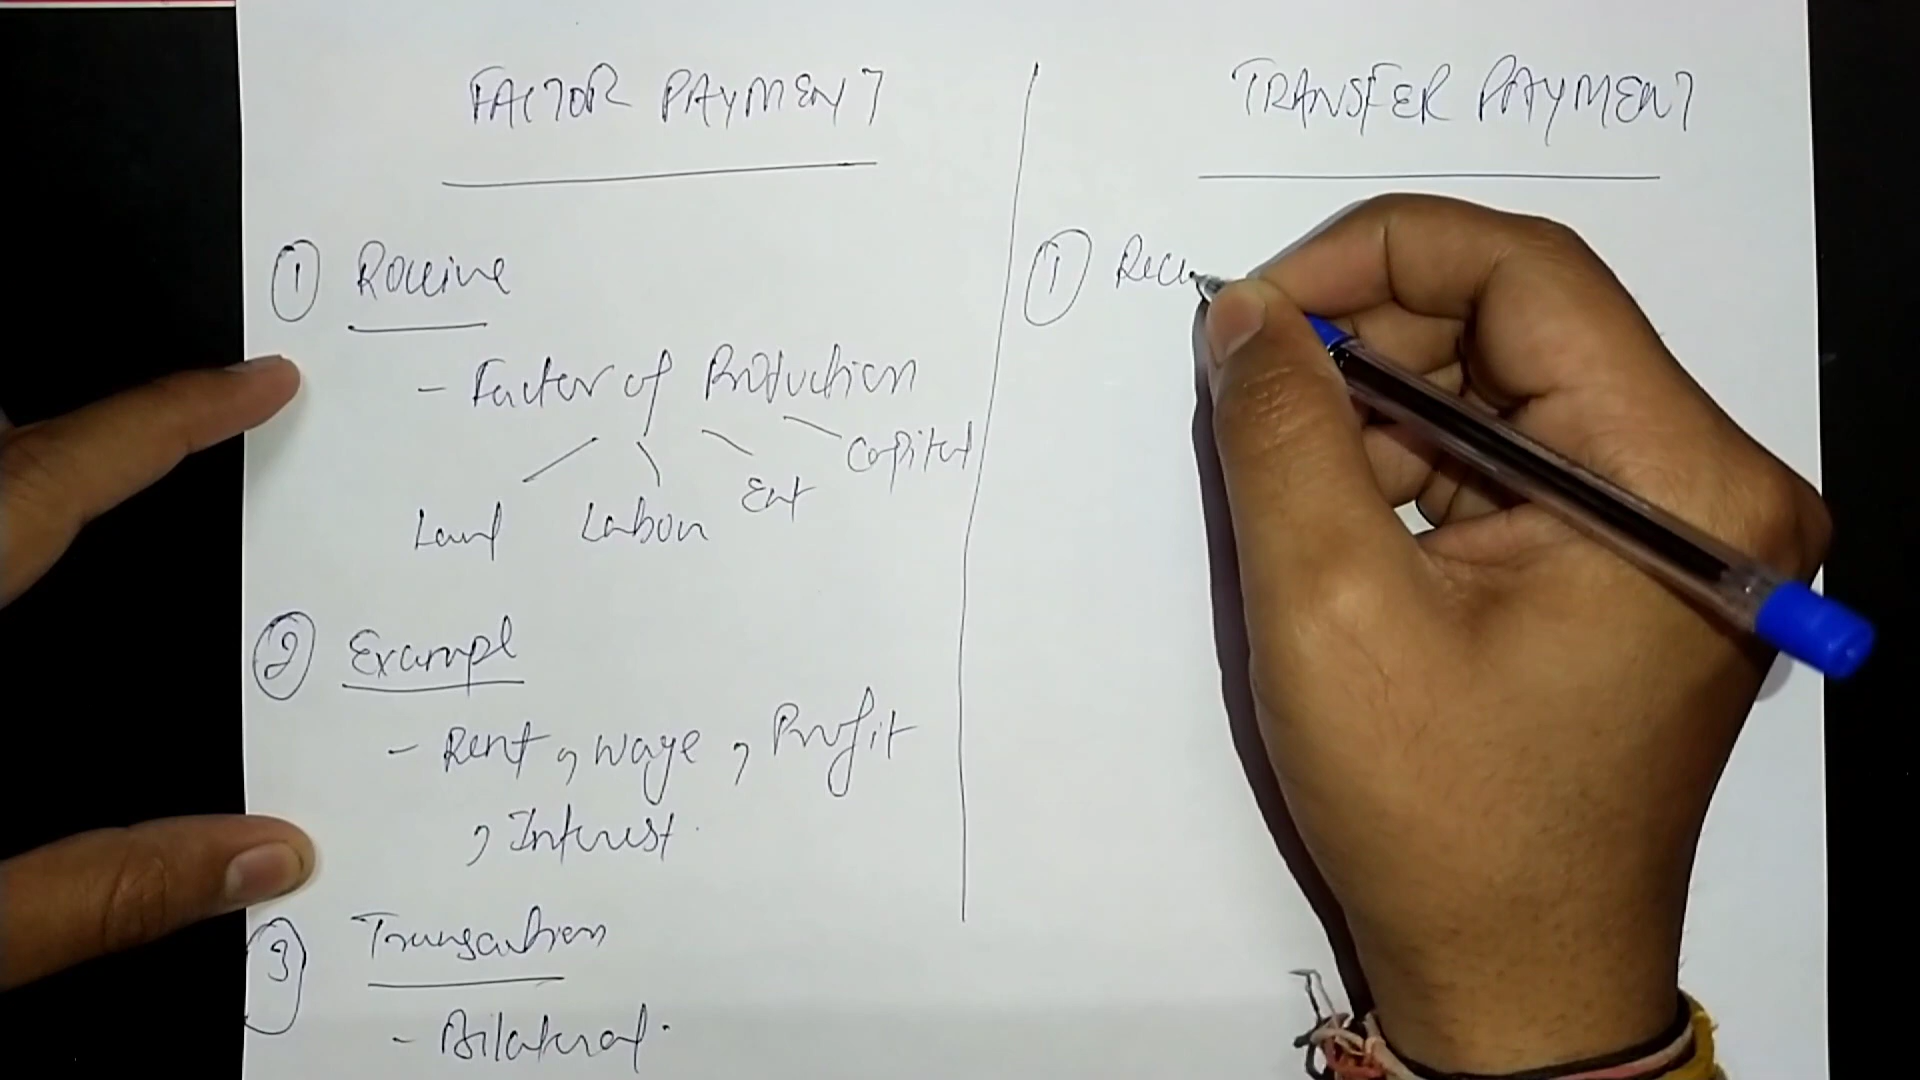 FACTOR PAYMENT
TRANSFER PAYMENT
① Receive
- Factor of Production
Land Labour Ent Capital
② Exampl
- Rent, wage, Profit
, Interest.
③ Transaction
- Bilateral.
① Rece